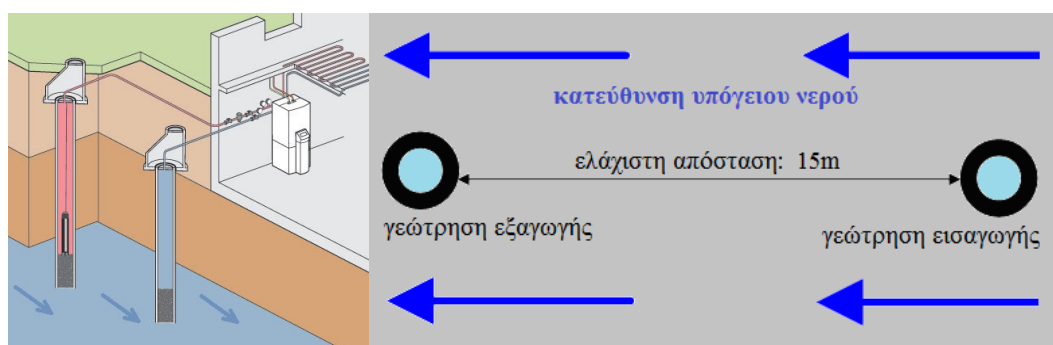 κατεύθυνση υπόγειου νερού
ελάχιστη απόσταση: 15m
γεώτρηση εξαγωγής
γεώτρηση εισαγωγής